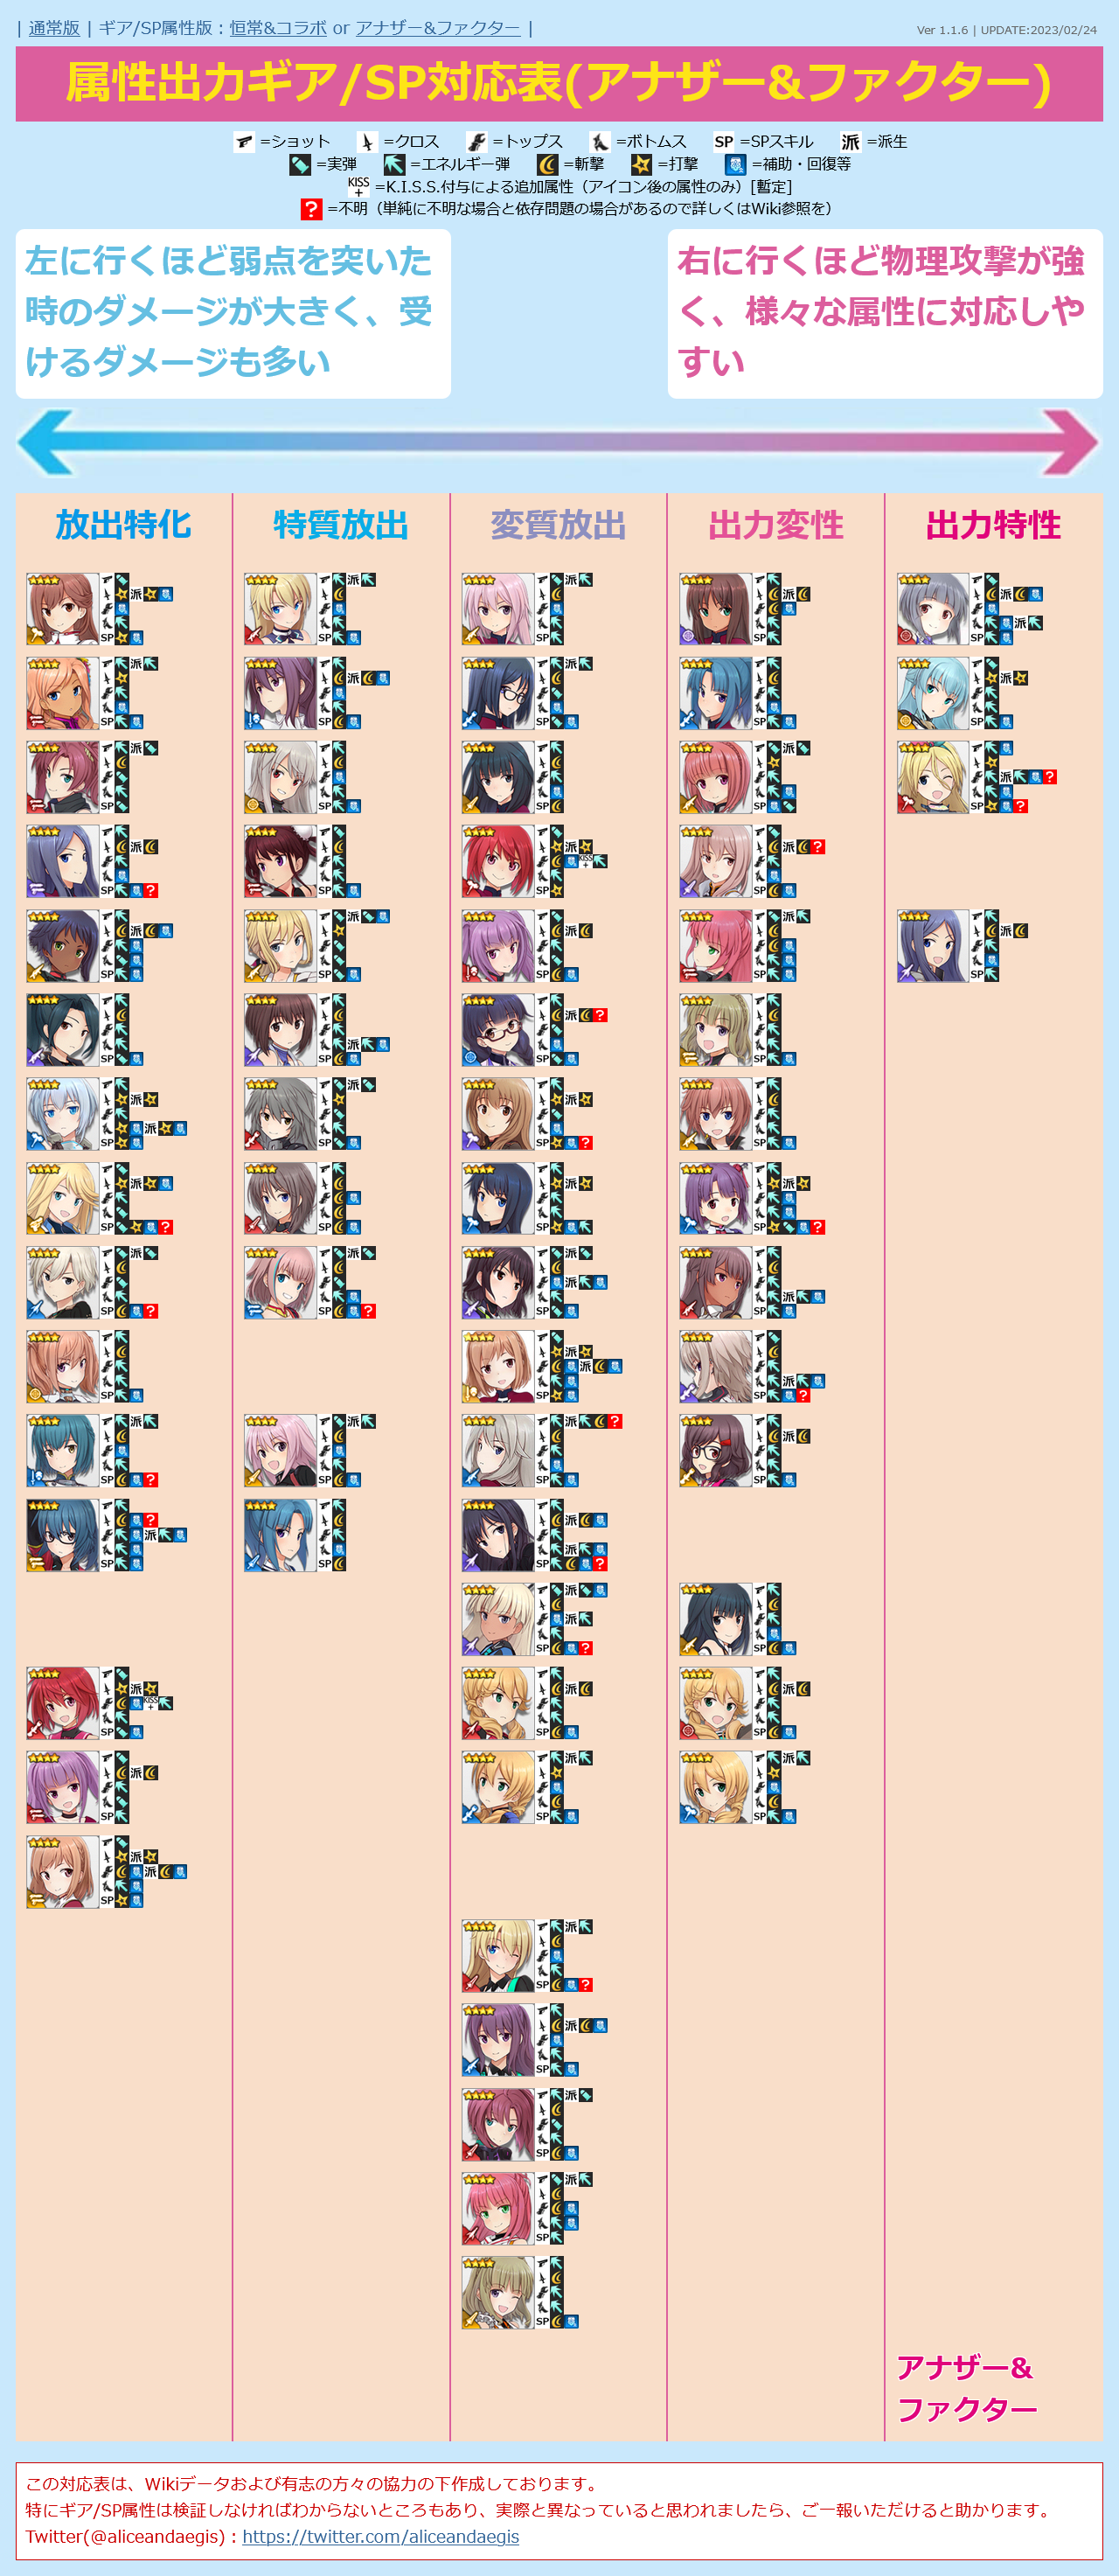 | 通常版 | ギア/SP属性版：恒常&コラボ or アナザー&ファクター |
Ver 1.1.6 | UPDATE:2023/02/24
属性出力ギア/SP対応表(アナザー&ファクター)
=ショット =クロス =トップス =ボトムス SP =SPスキル 派 =派生
=実弾 =エネルギー弾 =斬撃 =打撃 =補助・回復等
KISS+ =K.I.S.S.付与による追加属性（アイコン後の属性のみ）[暫定]
? =不明（単純に不明な場合と依存問題の場合があるので詳しくはWiki参照を）
左に行くほど弱点を突いた
時のダメージが大きく、受
けるダメージも多い
右に行くほど物理攻撃が強
く、様々な属性に対応しや
すい
放出特化 特質放出 変質放出 出力変性 出力特性
アナザー&
ファクター
この対応表は、Wikiデータおよび有志の方々の協力の下作成しております。
特にギア/SP属性は検証しなければわからないところもあり、実際と異なっていると思われましたら、ご一報いただけると助かります。
Twitter(@aliceandaegis)：https://twitter.com/aliceandaegis